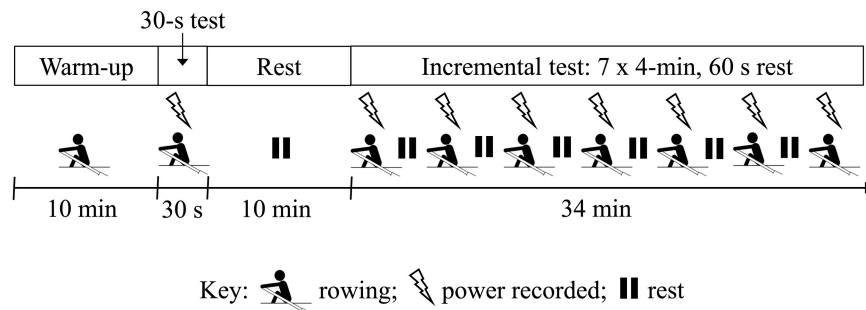 30-s test
Warm-up Rest Incremental test: 7 x 4-min, 60 s rest
10 min 30 s 10 min 34 min
Key: rowing; power recorded; rest